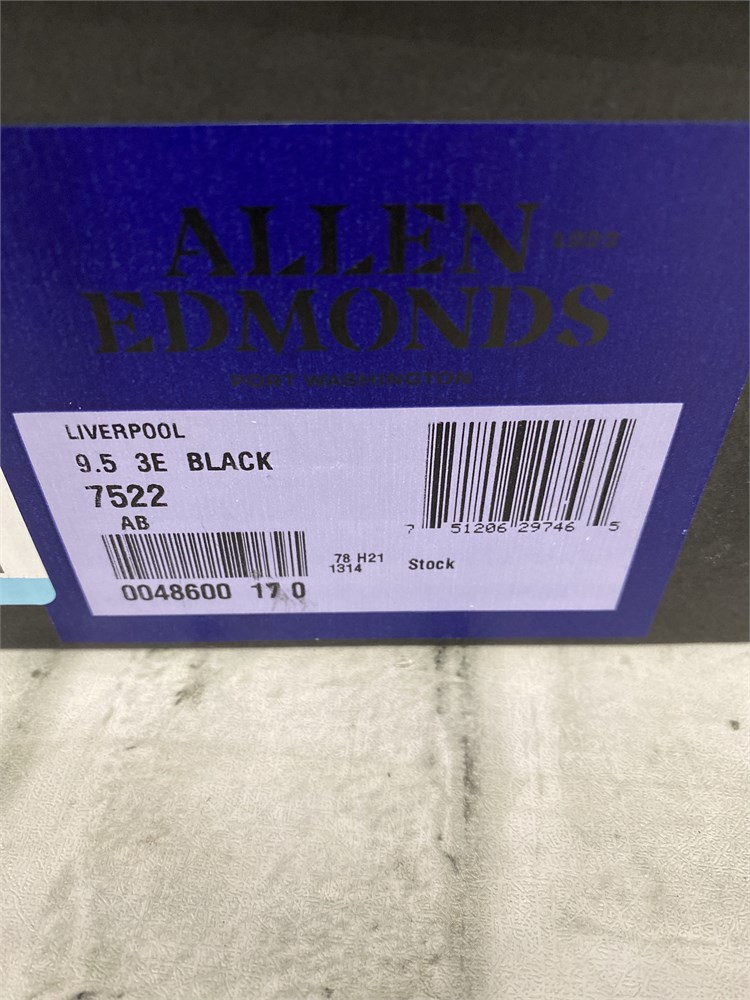 ALLEN 1922
EDMONDS
PORT WASHINGTON
LIVERPOOL
9.5 3E BLACK
7522
AB
7 51206 29746 5
78 H21
1314
Stock
0048600 17.0